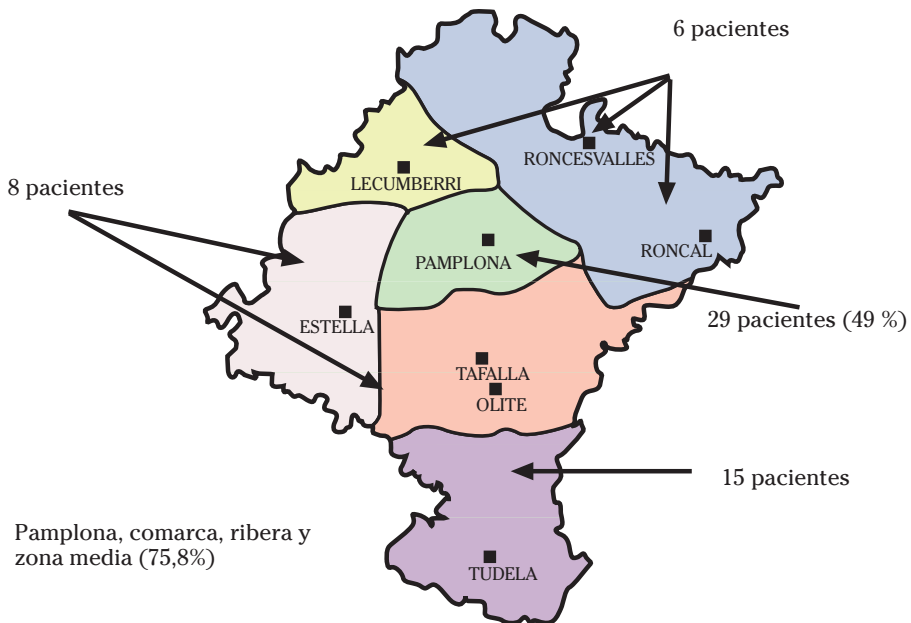 6 pacientes
RONCESVALLES
LECUMBERRI
8 pacientes
RONCAL
PAMPLONA
29 pacientes (49 %)
ESTELLA
TAFALLA
OLITE
15 pacientes
Pamplona, comarca, ribera y
zona media (75,8%)
TUDELA